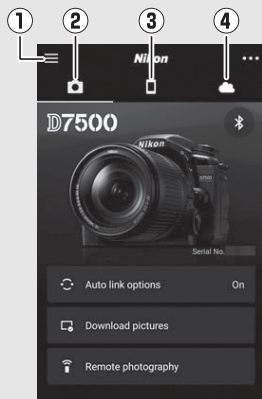 ① ② ③ ④
Nikon
D7500
Nikon
Serial No.
Auto link options On
Download pictures
Remote photography